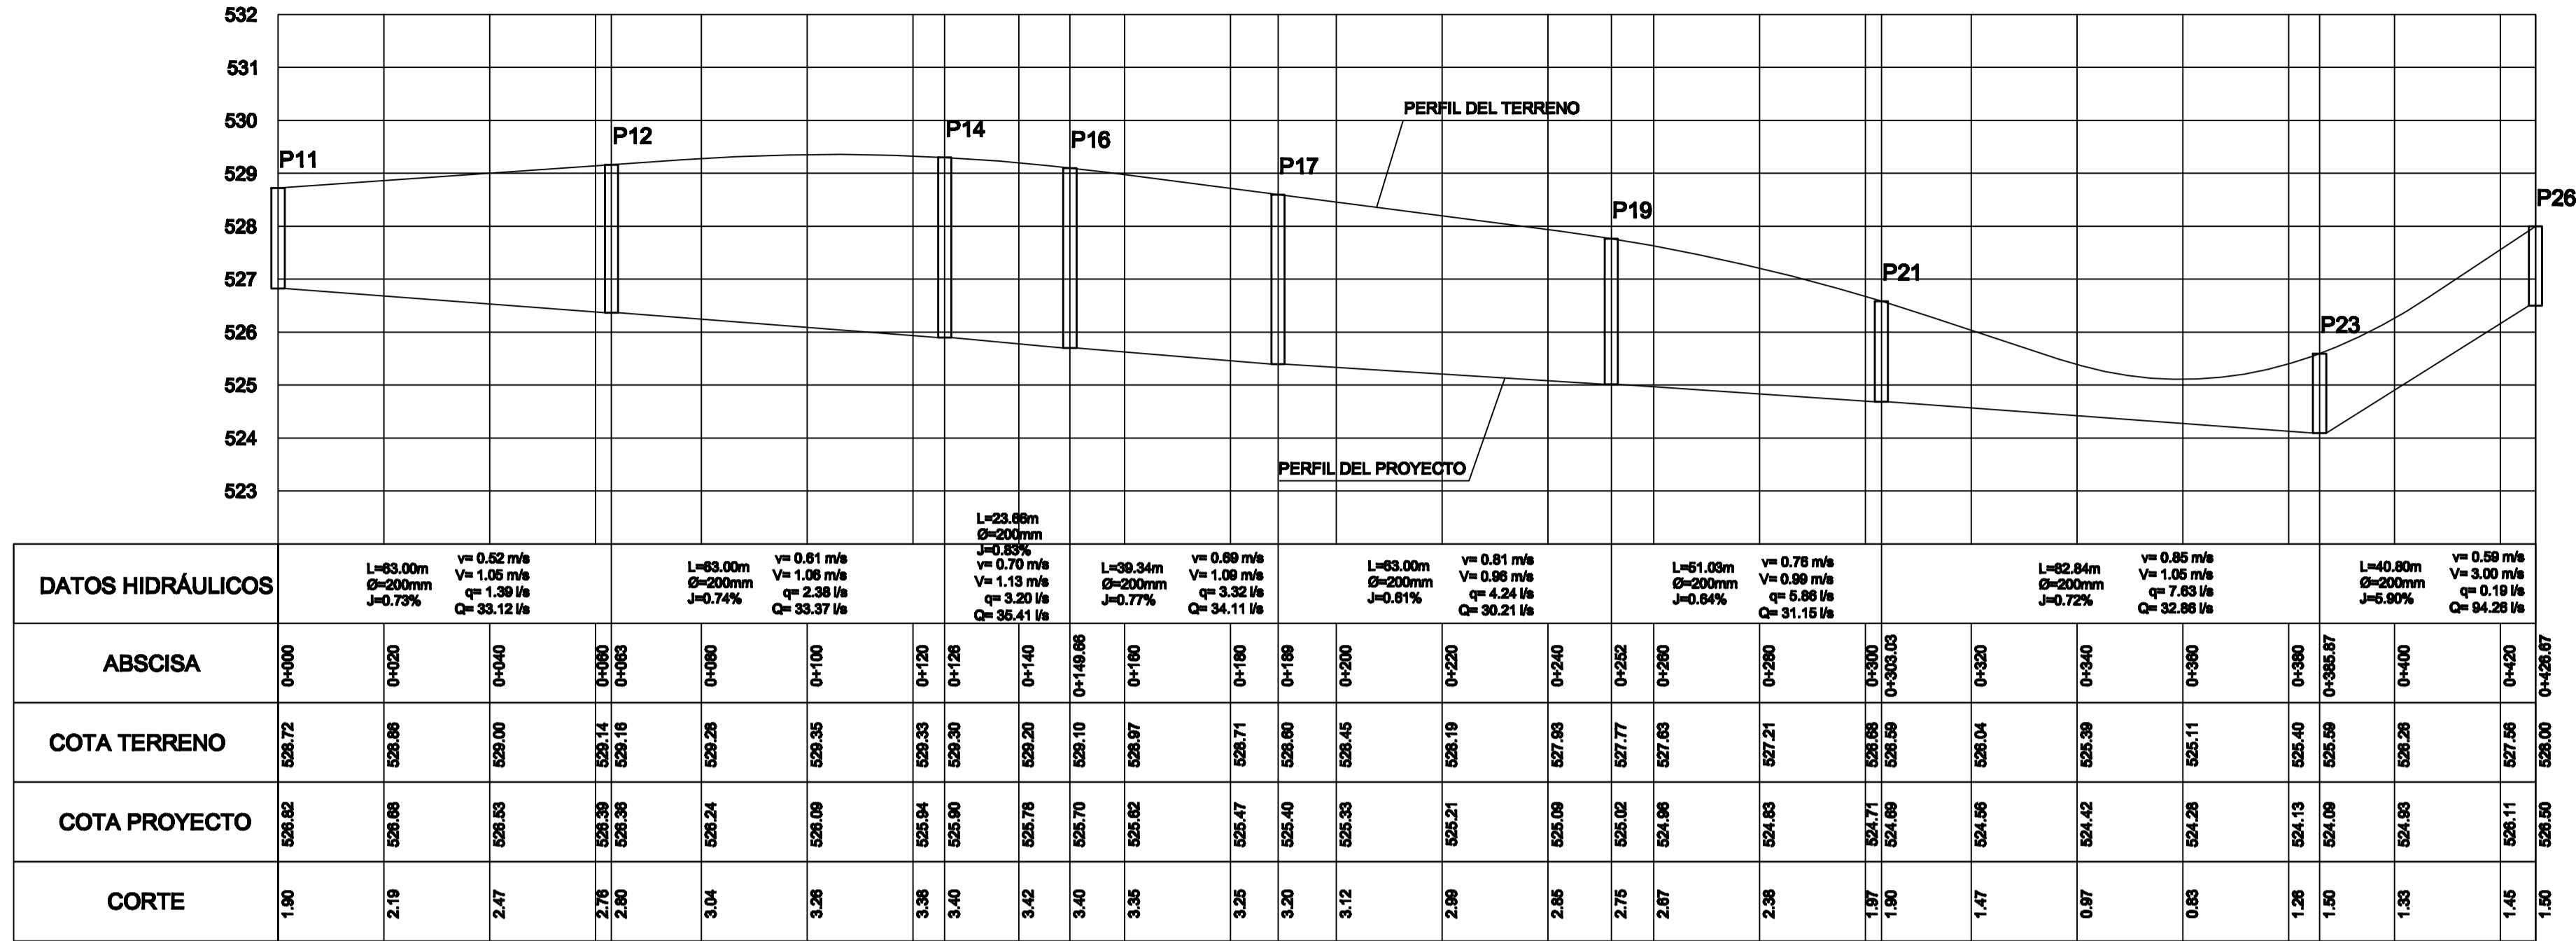 532
531
530
529
528
527
526
525
524
523
PERFIL DEL TERRENO
P11
P12
P14
P16
P17
P19
P21
P23
P26
PERFIL DEL PROYECTO
DATOS HIDRÁULICOS
L=63.00m
Ø=200mm
J=0.73%
v= 0.52 m/s
V= 1.05 m/s
q= 1.39 l/s
Q= 33.12 l/s
L=63.00m
Ø=200mm
J=0.74%
v= 0.61 m/s
V= 1.06 m/s
q= 2.38 l/s
Q= 33.37 l/s
L=23.66m
Ø=200mm
J=0.83%
v= 0.70 m/s
V= 1.13 m/s
q= 3.20 l/s
Q= 35.41 l/s
L=39.34m
Ø=200mm
J=0.77%
v= 0.69 m/s
V= 1.09 m/s
q= 3.32 l/s
Q= 34.11 l/s
L=63.00m
Ø=200mm
J=0.61%
v= 0.81 m/s
V= 0.96 m/s
q= 4.24 l/s
Q= 30.21 l/s
L=51.03m
Ø=200mm
J=0.64%
v= 0.76 m/s
V= 0.99 m/s
q= 5.86 l/s
Q= 31.15 l/s
L=82.84m
Ø=200mm
J=0.72%
v= 0.85 m/s
V= 1.05 m/s
q= 7.63 l/s
Q= 32.86 l/s
L=40.80m
Ø=200mm
J=5.90%
v= 0.59 m/s
V= 3.00 m/s
q= 0.19 l/s
Q= 94.26 l/s
ABSCISA
0+000
0+020
0+040
0+060
0+063
0+080
0+100
0+120
0+126
0+140
0+149.66
0+160
0+180
0+189
0+200
0+220
0+240
0+252
0+260
0+280
0+300
0+303.03
0+320
0+340
0+360
0+380
0+385.87
0+400
0+420
0+426.67
COTA TERRENO
528.72
528.86
529.00
529.14
529.16
529.28
529.35
529.33
529.30
529.20
529.10
528.97
528.71
528.60
528.45
528.19
527.93
527.77
527.63
527.21
526.68
526.59
526.04
525.39
525.11
525.40
525.59
526.26
527.56
528.00
COTA PROYECTO
526.82
526.68
526.53
526.39
526.36
526.24
526.09
525.94
525.90
525.78
525.70
525.62
525.47
525.40
525.33
525.21
525.09
525.02
524.96
524.83
524.71
524.69
524.56
524.42
524.28
524.13
524.09
524.93
526.11
526.50
CORTE
1.90
2.19
2.47
2.76
2.80
3.04
3.26
3.38
3.40
3.42
3.40
3.35
3.25
3.20
3.12
2.99
2.85
2.75
2.67
2.38
1.97
1.90
1.47
0.97
0.83
1.26
1.50
1.33
1.45
1.50